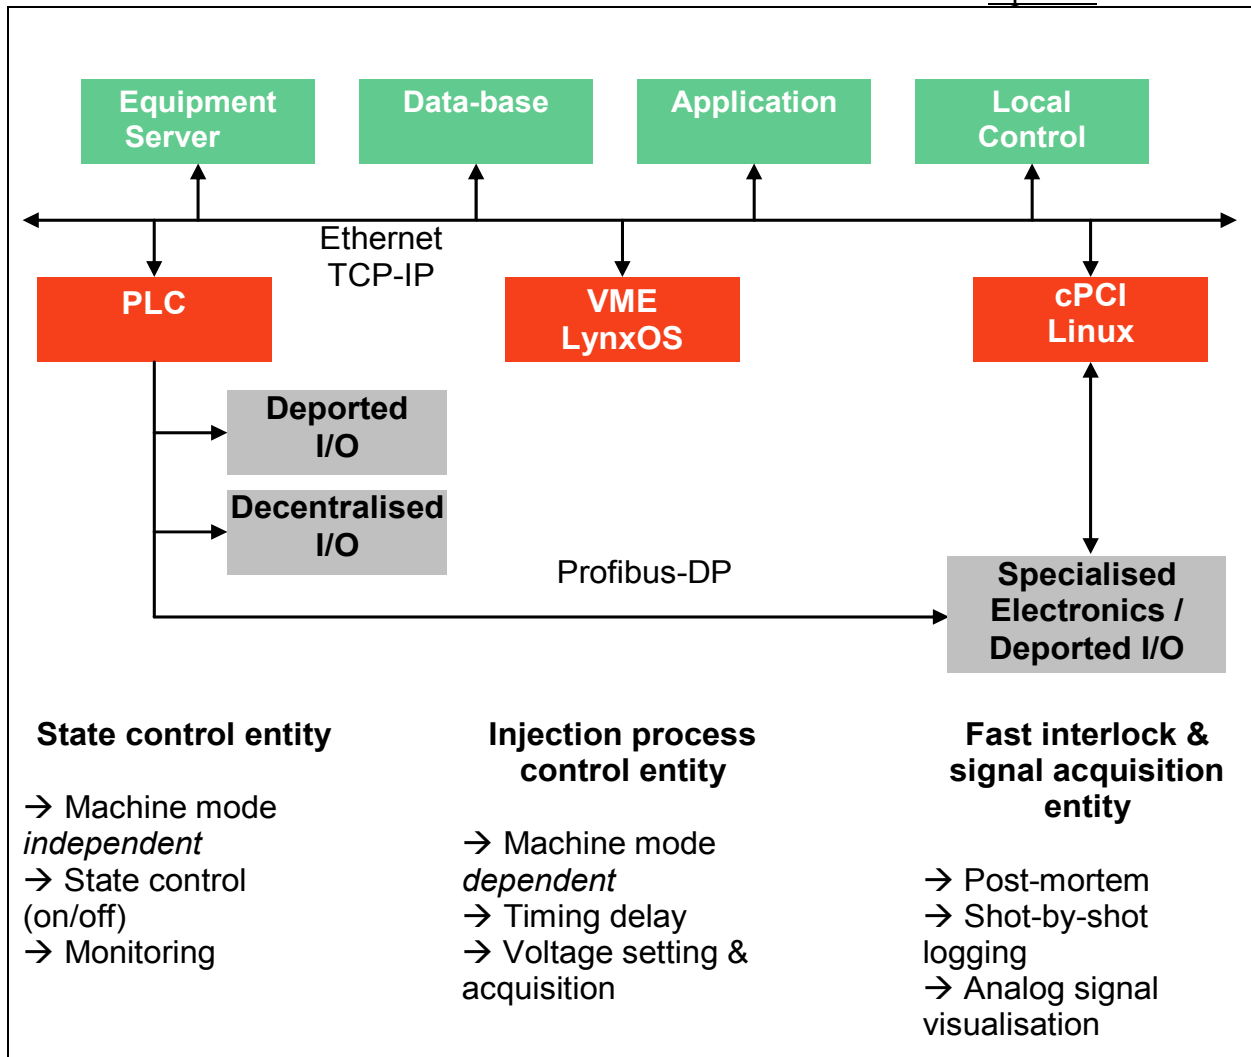 Equipment
Server
Data-base
Application
Local
Control
Ethernet
TCP-IP
PLC
VME
LynxOS
cPCI
Linux
Deported
I/O
Decentralised
I/O
Profibus-DP
Specialised
Electronics /
Deported I/O
State control entity
→ Machine mode
independent
→ State control
(on/off)
→ Monitoring
Injection process
control entity
→ Machine mode
dependent
→ Timing delay
→ Voltage setting &
acquisition
Fast interlock &
signal acquisition
entity
→ Post-mortem
→ Shot-by-shot
logging
→ Analog signal
visualisation